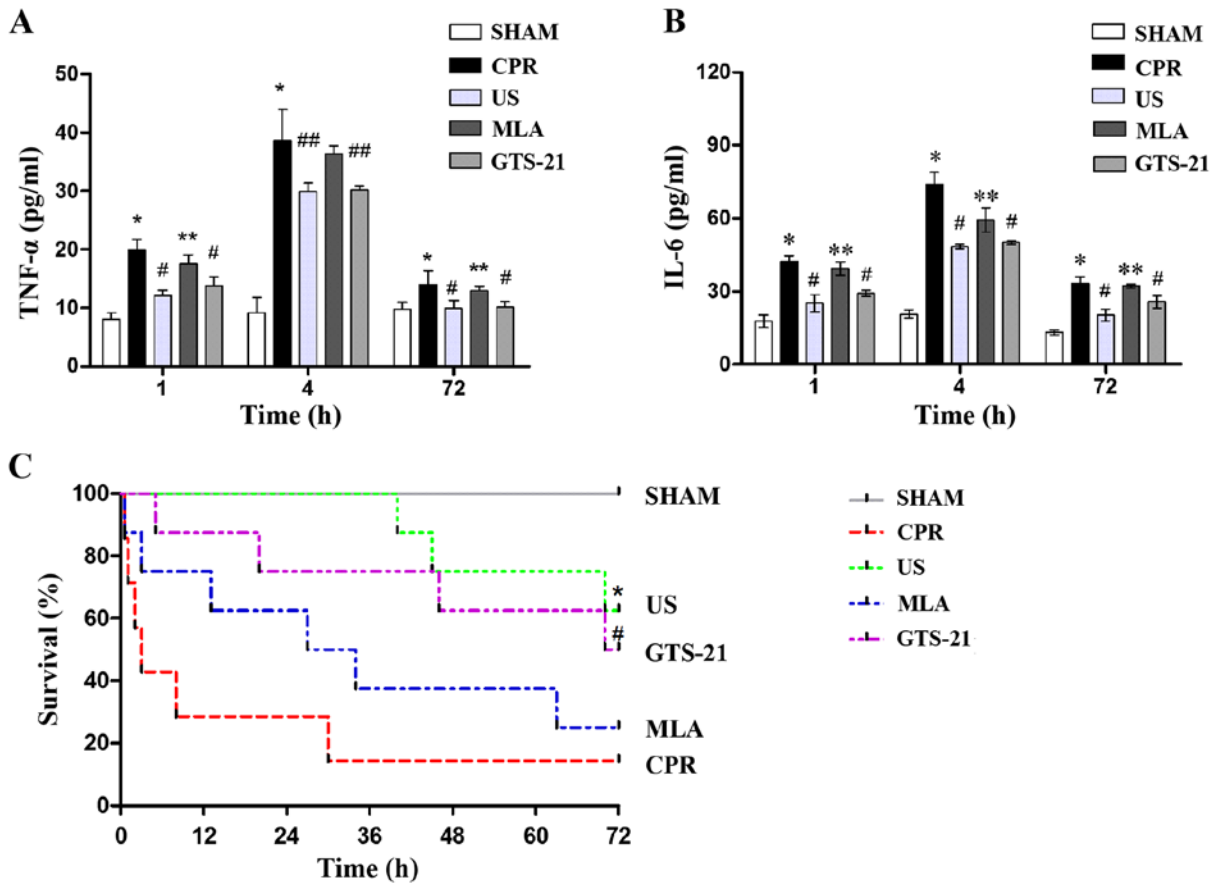 A
SHAM
CPR
US
MLA
GTS-21
TNF-α (pg/ml)
50
40
30
20
10
0
*
#
**
#
*
##
##
*
#
**
#
1
4
72
Time (h)
B
SHAM
CPR
US
MLA
GTS-21
IL-6 (pg/ml)
120
90
60
30
0
*
#
**
#
*
#
**
#
*
#
**
#
1
4
72
Time (h)
C
Survival (%)
100
80
60
40
20
0
0
12
24
36
48
60
72
Time (h)
SHAM
*
US
#
GTS-21
MLA
CPR
SHAM
CPR
US
MLA
GTS-21